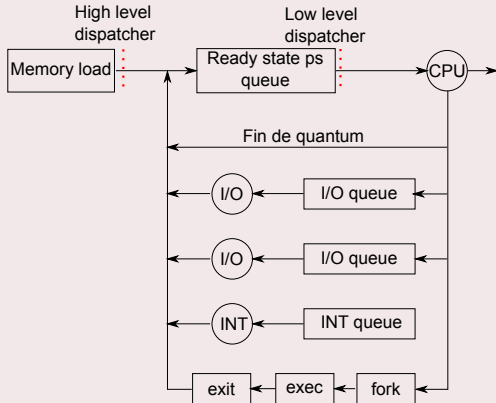 High level
dispatcher
Low level
dispatcher
Memory load
Ready state ps
queue
CPU
Fin de quantum
I/O
I/O queue
I/O
I/O queue
INT
INT queue
exit
exec
fork